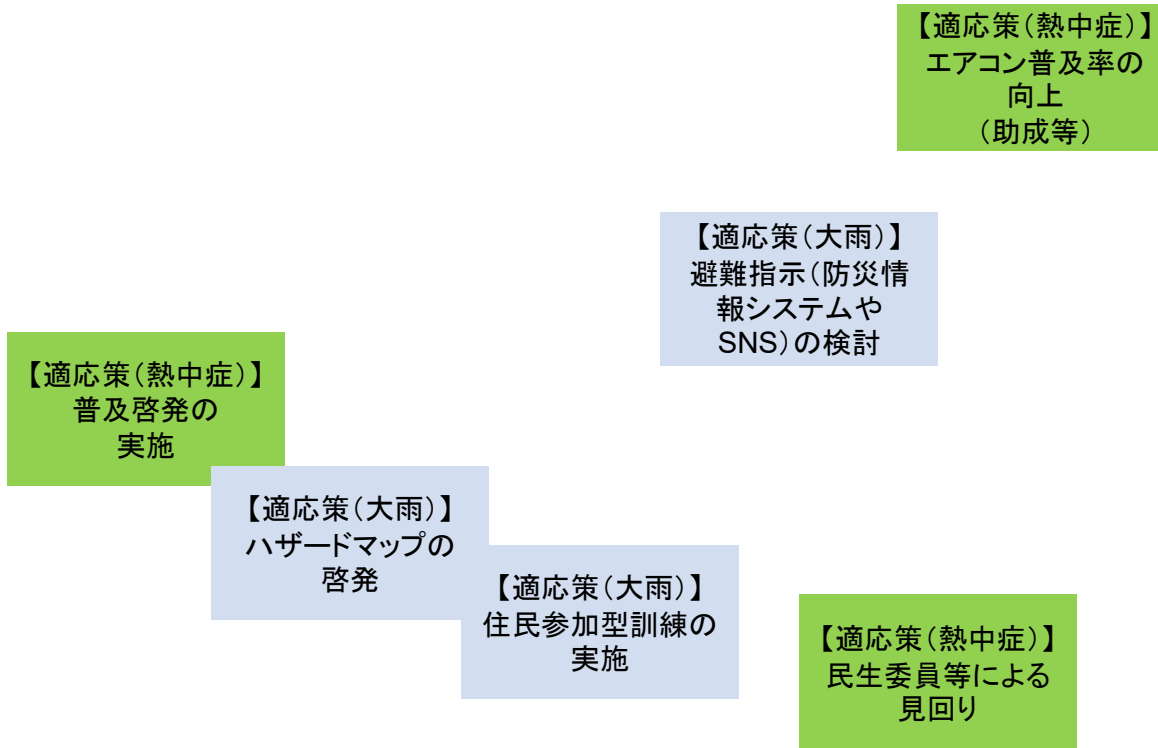 【適応策(熱中症)】
エアコン普及率の
向上
(助成等)
【適応策(大雨)】
避難指示(防災情
報システムや
SNS)の検討
【適応策(熱中症)】
普及啓発の
実施
【適応策(大雨)】
ハザードマップの
啓発
【適応策(大雨)】
住民参加型訓練の
実施
【適応策(熱中症)】
民生委員等による
見回り